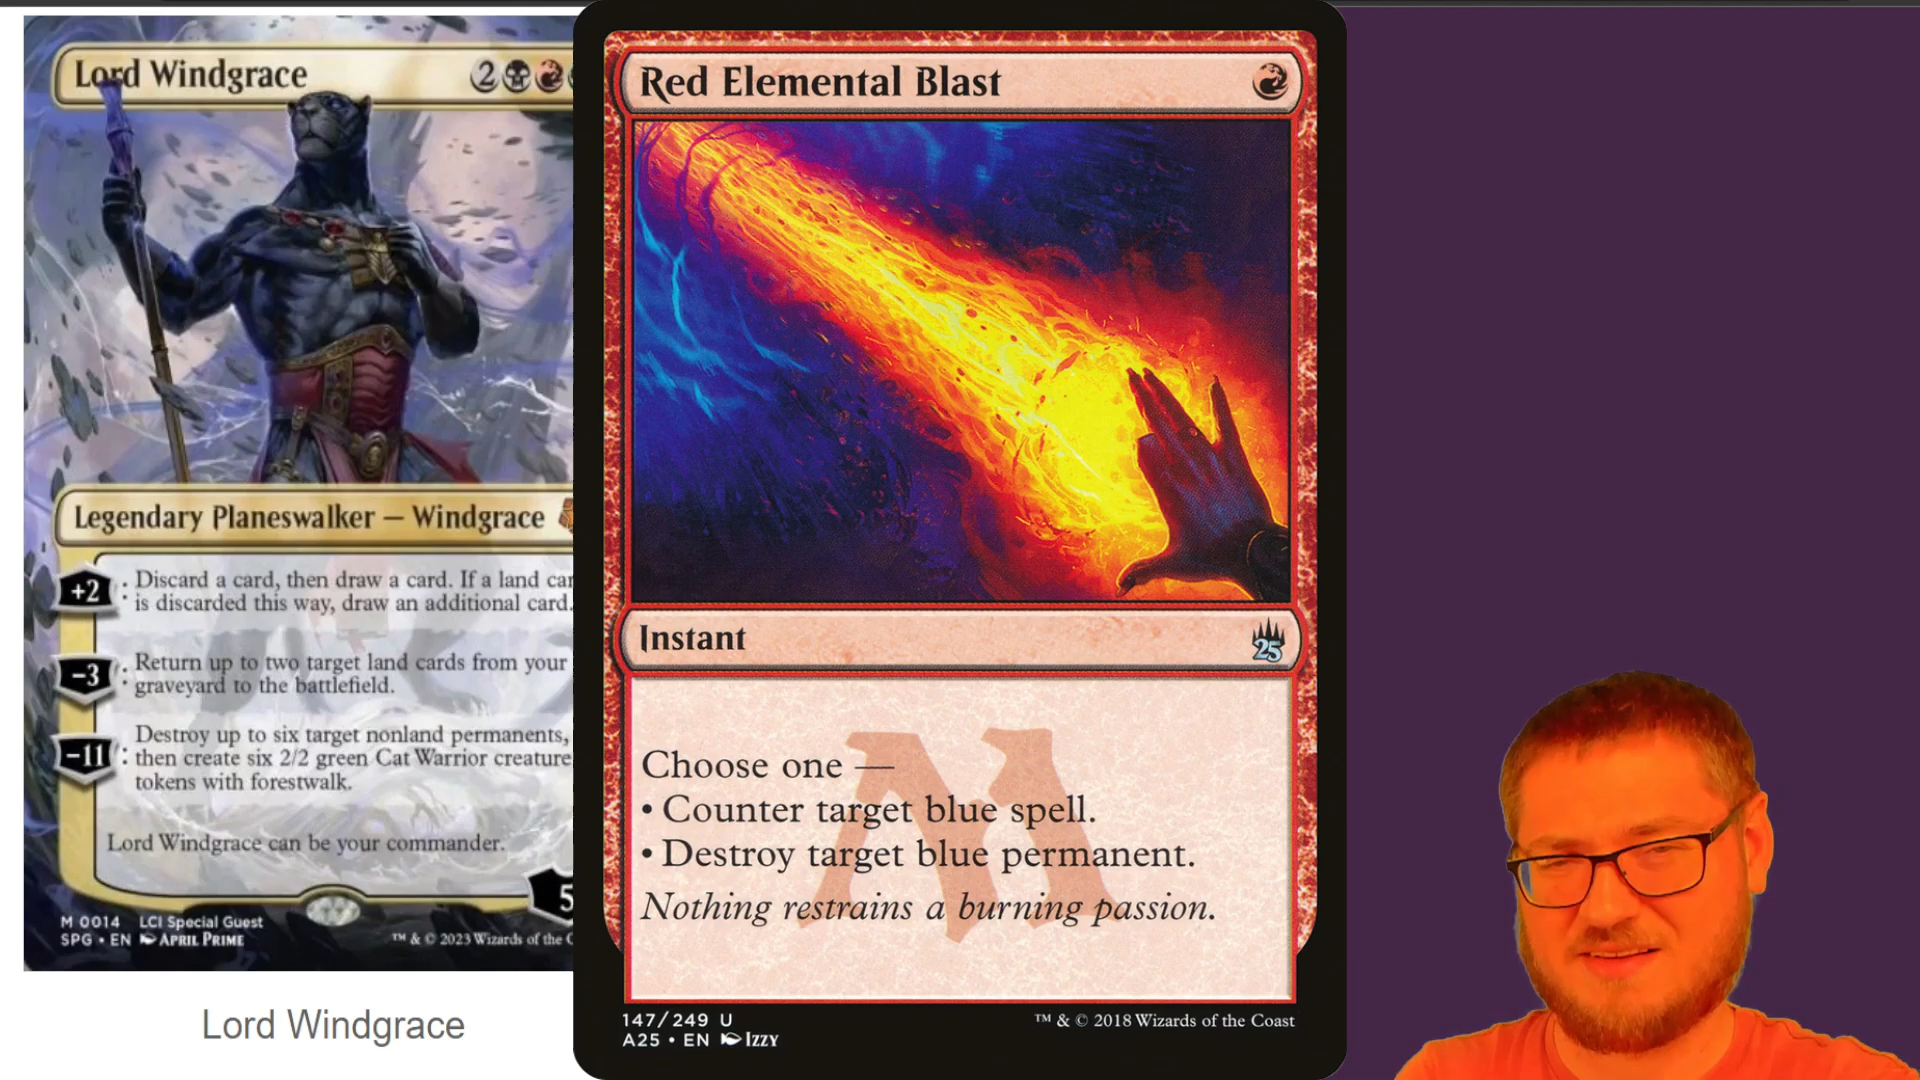 Lord Windgrace
2
Legendary Planeswalker — Windgrace
+2: Discard a card, then draw a card. If a land car
is discarded this way, draw an additional card.
−3: Return up to two target land cards from your
graveyard to the battlefield.
−11: Destroy up to six target nonland permanents,
then create six 2/2 green Cat Warrior creature
tokens with forestwalk.
Lord Windgrace can be your commander.
5
M 0014 LCI Special Guest
SPG • EN APRIL PRIME
™ & © 2023 Wizards of the C
Lord Windgrace
Red Elemental Blast
Instant
25
Choose one —
• Counter target blue spell.
• Destroy target blue permanent.
Nothing restrains a burning passion.
147/249 U
A25 • EN IZZY
™ & © 2018 Wizards of the Coast